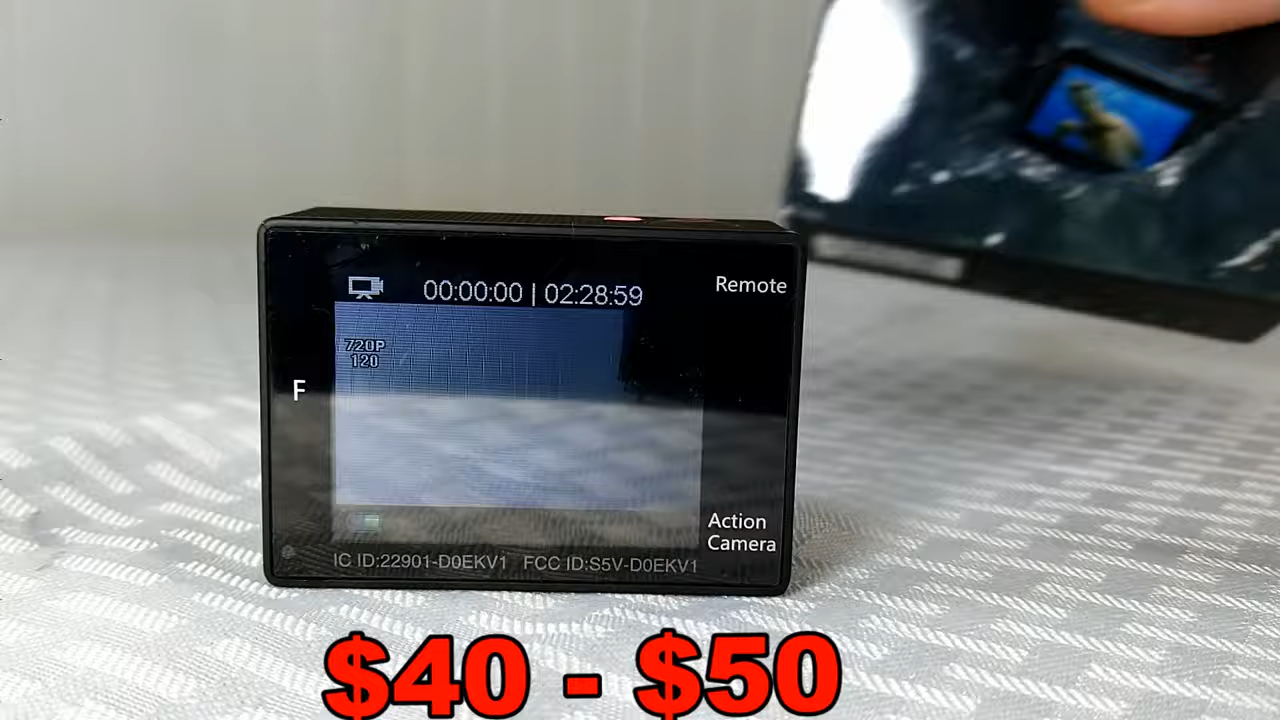 00:00:00 | 02:28:59
Remote
720P
120
F
Action
Camera
IC ID:22901-D0EKV1 FCC ID:S5V-D0EKV1
$40 - $50